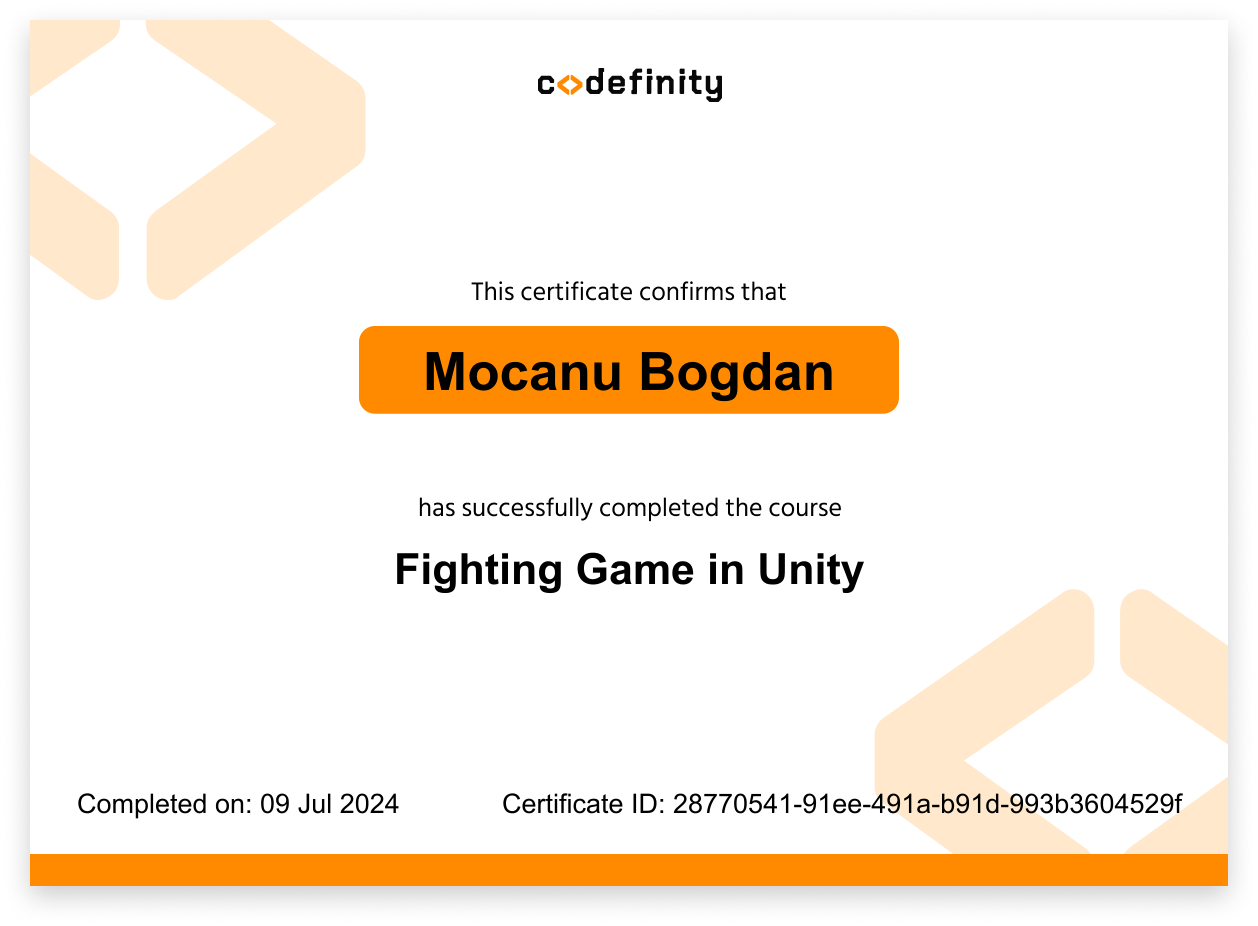 codefinity
This certificate confirms that
Mocanu Bogdan
has successfully completed the course
Fighting Game in Unity
Completed on: 09 Jul 2024
Certificate ID: 28770541-91ee-491a-b91d-993b3604529f